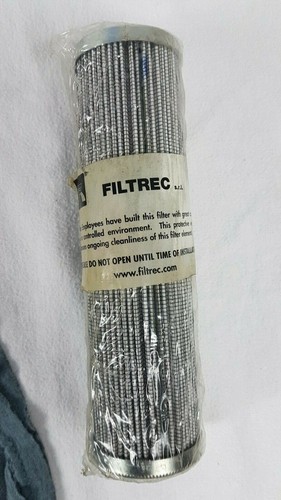 FILTREC s.r.l.
employees have built this filter with great
controlled environment. This protective
ongoing cleanliness of this filter element
DO NOT OPEN UNTIL TIME OF INSTALLA
www.filtrec.com